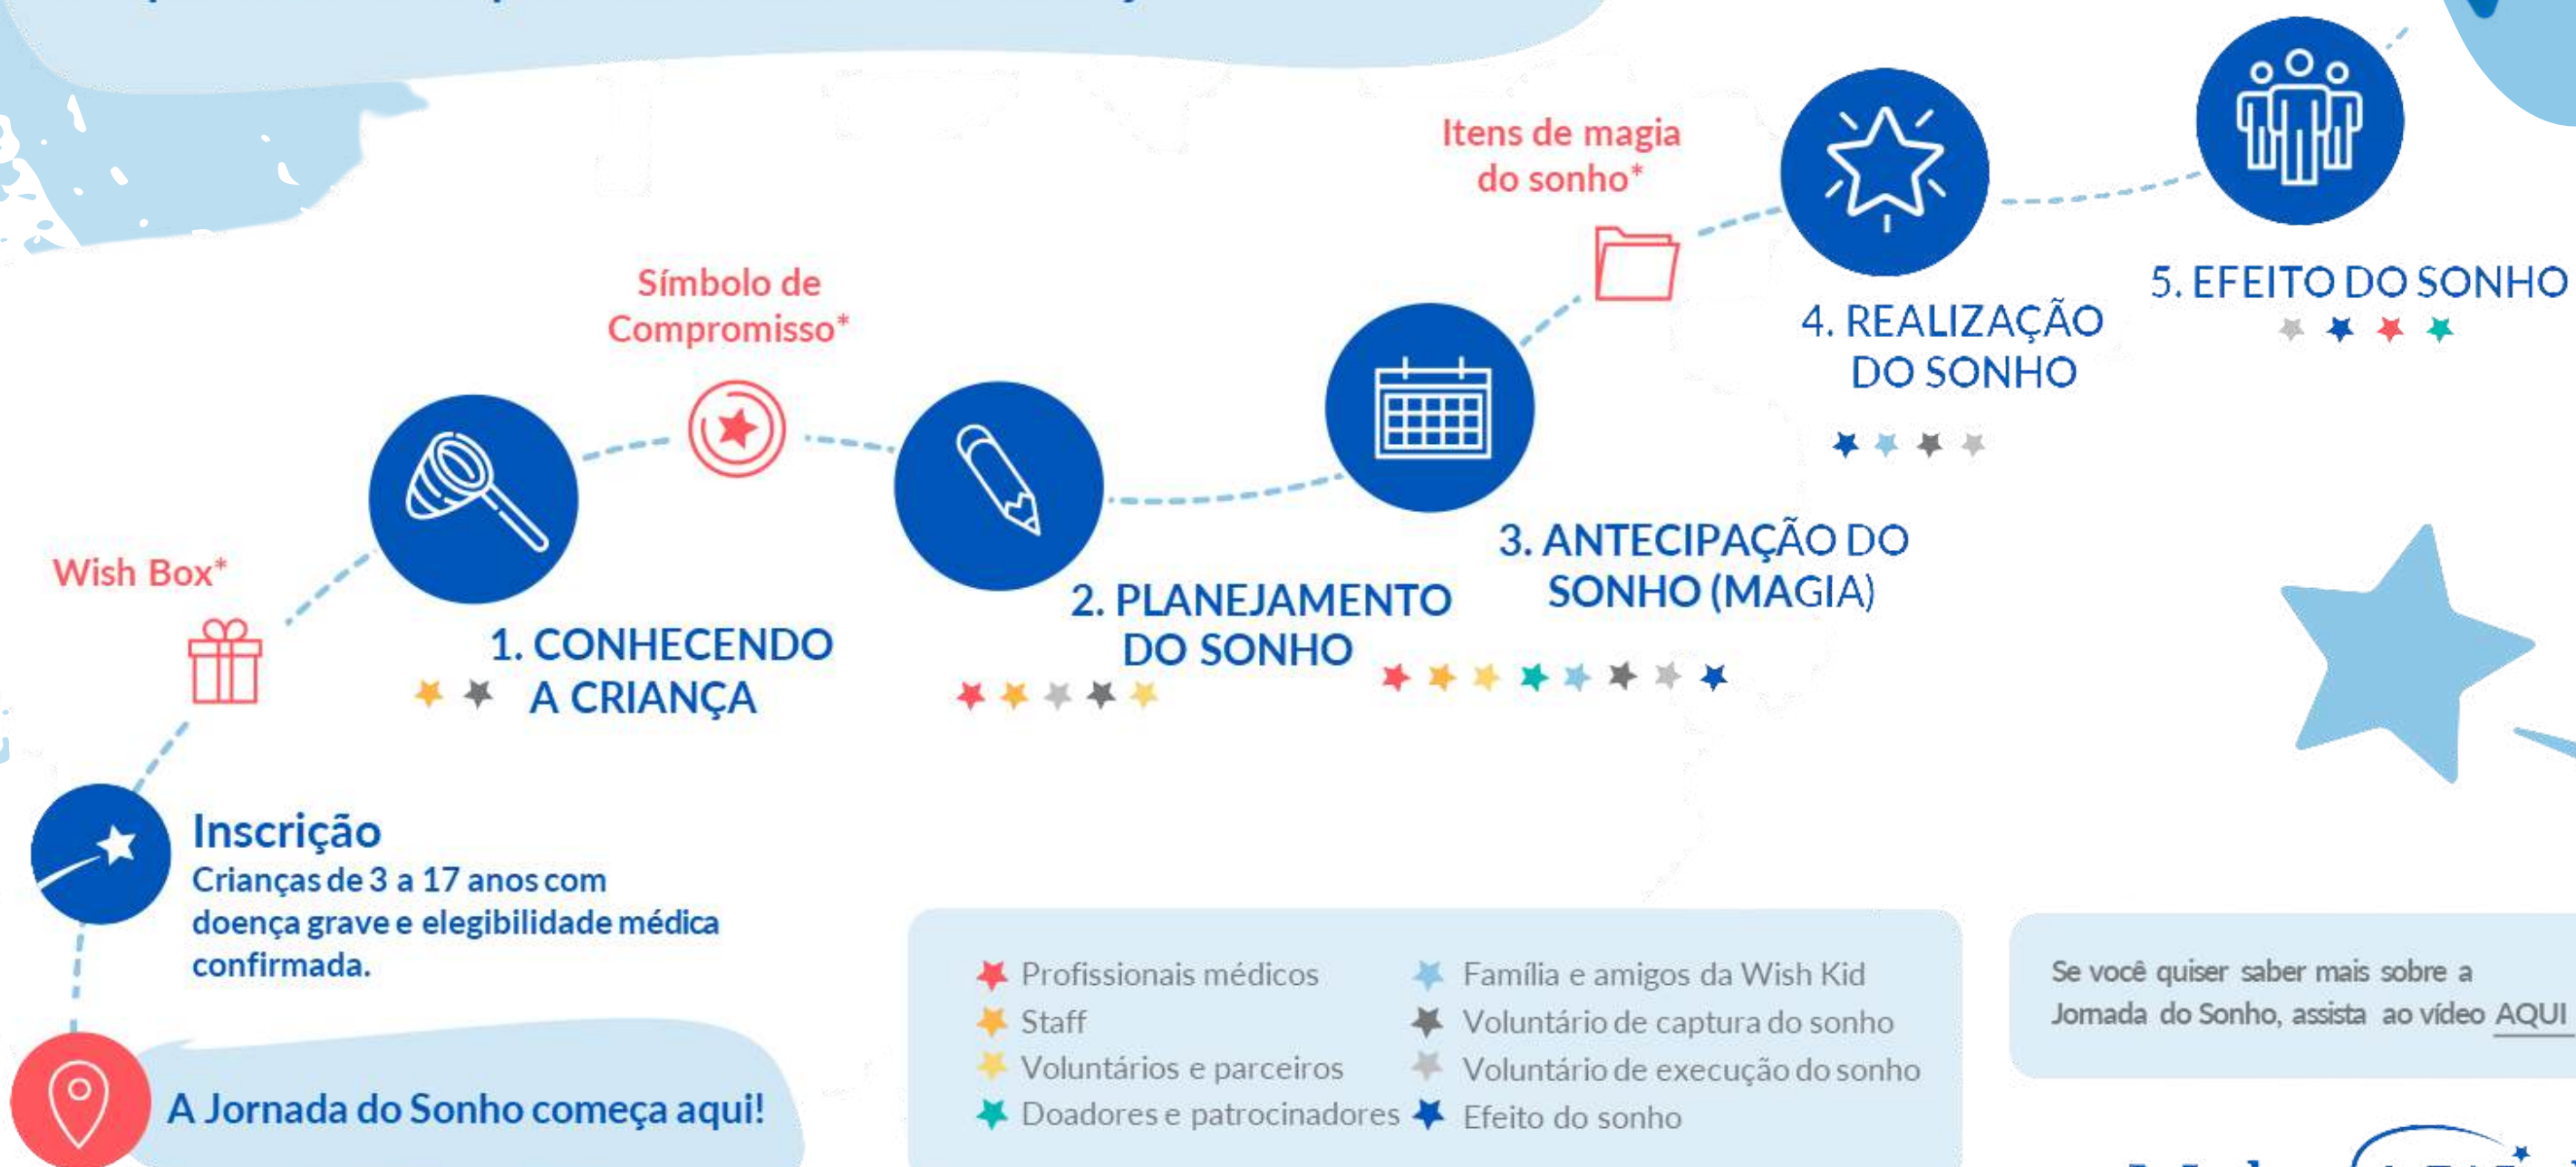 Itens de magia
do sonho*
5. EFEITO DO SONHO
4. REALIZAÇÃO
DO SONHO
Símbolo de
Compromisso*
3. ANTECIPAÇÃO DO
SONHO (MAGIA)
Wish Box*
2. PLANEJAMENTO
DO SONHO
1. CONHECENDO
A CRIANÇA
Inscrição
Crianças de 3 a 17 anos com
doença grave e elegibilidade médica
confirmada.
A Jornada do Sonho começa aqui!
Profissionais médicos
Staff
Voluntários e parceiros
Doadores e patrocinadores
Família e amigos da Wish Kid
Voluntário de captura do sonho
Voluntário de execução do sonho
Efeito do sonho
Se você quiser saber mais sobre a
Jornada do Sonho, assista ao vídeo AQUI